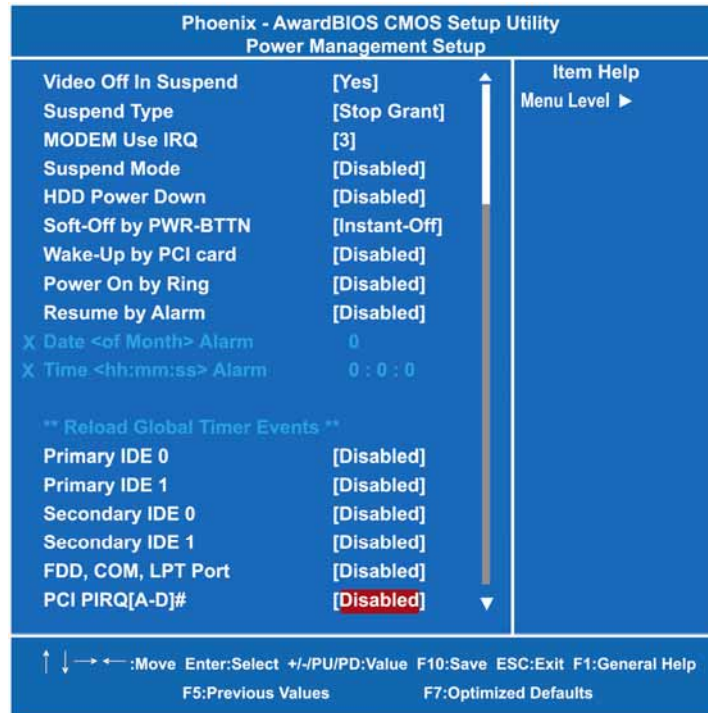 Phoenix - AwardBIOS CMOS Setup Utility
Power Management Setup
Video Off In Suspend [Yes]
Suspend Type [Stop Grant]
MODEM Use IRQ [3]
Suspend Mode [Disabled]
HDD Power Down [Disabled]
Soft-Off by PWR-BTTN [Instant-Off]
Wake-Up by PCI card [Disabled]
Power On by Ring [Disabled]
Resume by Alarm [Disabled]
X Date <of Month> Alarm 0
X Time <hh:mm:ss> Alarm 0 : 0 : 0
** Reload Global Timer Events **
Primary IDE 0 [Disabled]
Primary IDE 1 [Disabled]
Secondary IDE 0 [Disabled]
Secondary IDE 1 [Disabled]
FDD, COM, LPT Port [Disabled]
PCI PIRQ[A-D]# [Disabled]
Item Help
Menu Level ►
↑ ↓ → ← :Move Enter:Select +/-/PU/PD:Value F10:Save ESC:Exit F1:General Help
F5:Previous Values F7:Optimized Defaults